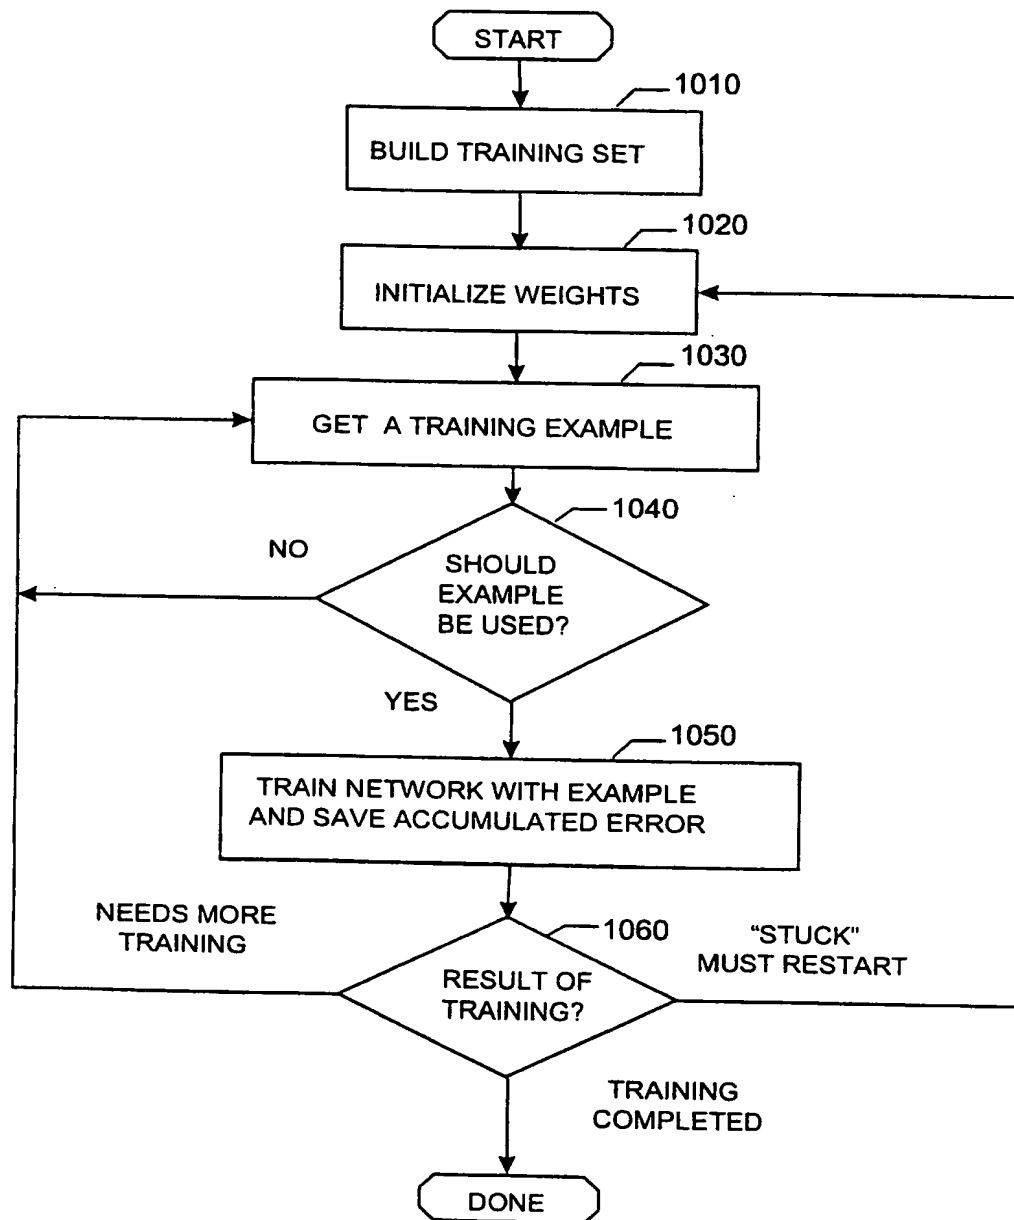 START
1010
BUILD TRAINING SET
1020
INITIALIZE WEIGHTS
1030
GET A TRAINING EXAMPLE
1040
NO
SHOULD
EXAMPLE
BE USED?
YES
1050
TRAIN NETWORK WITH EXAMPLE
AND SAVE ACCUMULATED ERROR
NEEDS MORE
TRAINING
1060
"STUCK"
MUST RESTART
RESULT OF
TRAINING?
TRAINING
COMPLETED
DONE